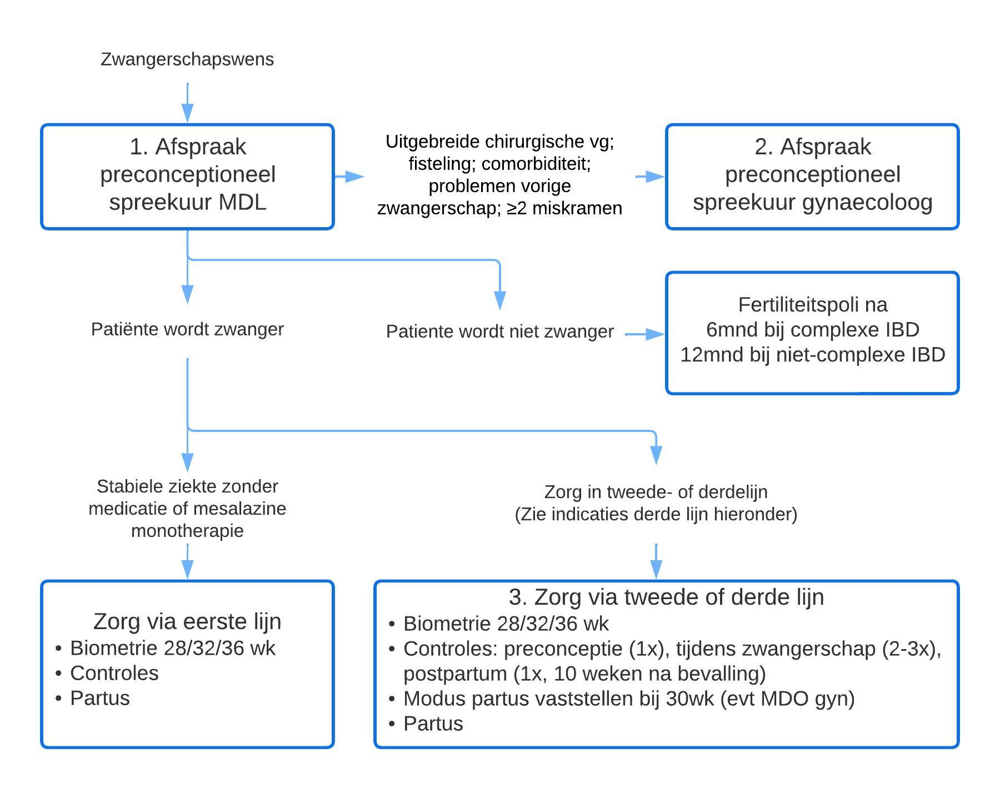 Zwangerschapswens
1. Afspraak
preconceptioneel
spreekuur MDL
Uitgebreide chirurgische vg;
fisteling; comorbiditeit;
problemen vorige
zwangerschap; ≥2 miskramen
2. Afspraak
preconceptioneel
spreekuur gynaecoloog
Patiënte wordt zwanger
Patiente wordt niet zwanger
Fertiliteitspoli na
6mnd bij complexe IBD
12mnd bij niet-complexe IBD
Stabiele ziekte zonder
medicatie of mesalazine
monotherapie
Zorg in tweede- of derdelijn
(Zie indicaties derde lijn hieronder)
Zorg via eerste lijn
• Biometrie 28/32/36 wk
• Controles
• Partus
3. Zorg via tweede of derde lijn
• Biometrie 28/32/36 wk
• Controles: preconceptie (1x), tijdens zwangerschap (2-3x),
postpartum (1x, 10 weken na bevalling)
• Modus partus vaststellen bij 30wk (evt MDO gyn)
• Partus